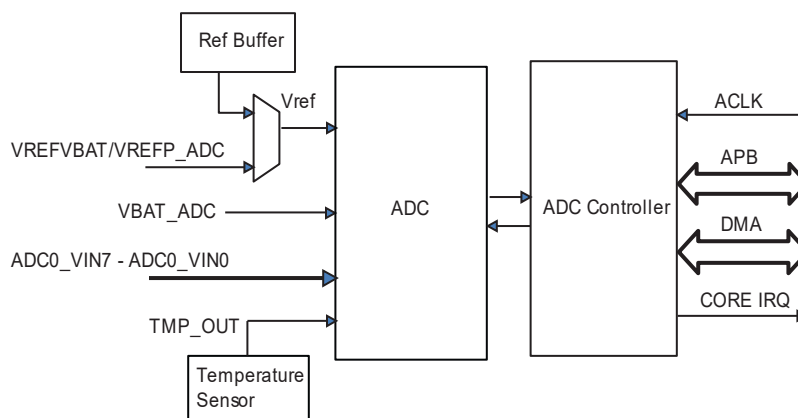 Ref Buffer
Vref
ACLK
VREFVBAT/VREFP_ADC
APB
VBAT_ADC
ADC
ADC Controller
DMA
ADC0_VIN7 - ADC0_VIN0
CORE IRQ
TMP_OUT
Temperature
Sensor